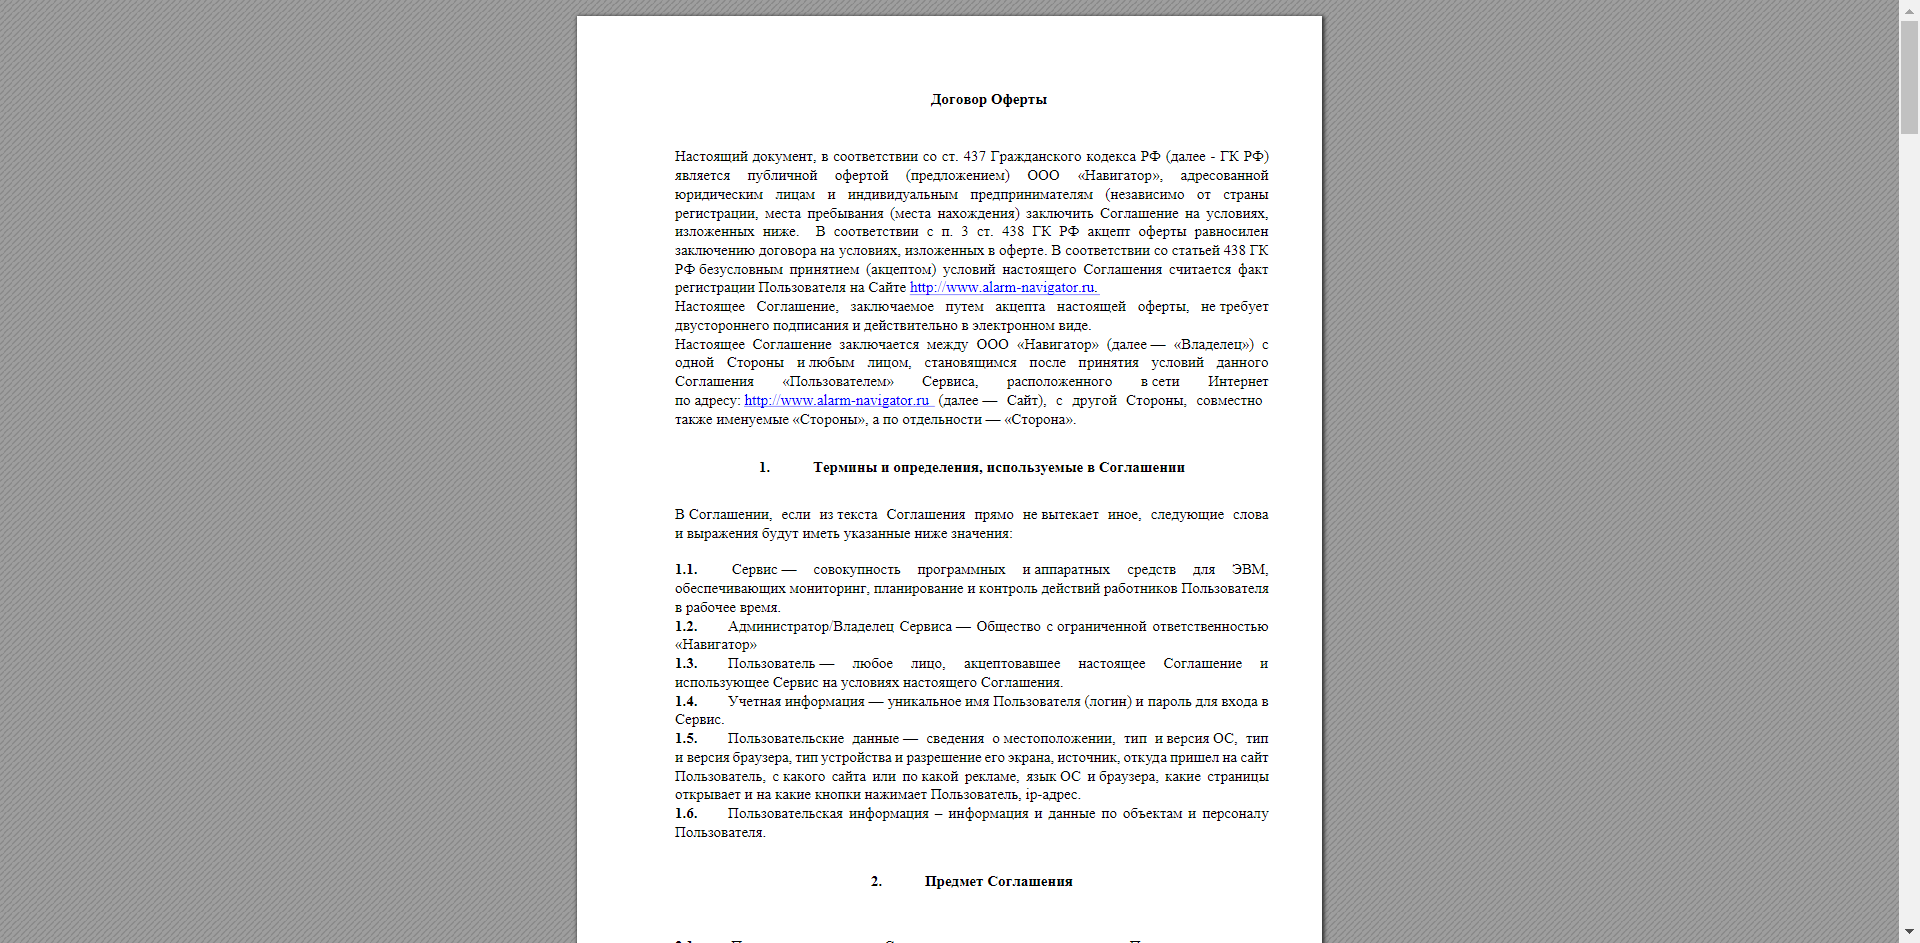 Договор Оферты
Настоящий документ, в соответствии со ст. 437 Гражданского кодекса РФ (далее - ГК РФ)
является публичной офертой (предложением) ООО «Навигатор», адресованной
юридическим лицам и индивидуальным предпринимателям (независимо от страны
регистрации, места пребывания (места нахождения) заключить Соглашение на условиях,
изложенных ниже. В соответствии с п. 3 ст. 438 ГК РФ акцепт оферты равносилен
заключению договора на условиях, изложенных в оферте. В соответствии со статьей 438 ГК
РФ безусловным принятием (акцептом) условий настоящего Соглашения считается факт
регистрации Пользователя на Сайте http://www.alarm-navigator.ru.
Настоящее Соглашение, заключаемое путем акцепта настоящей оферты, не требует
двустороннего подписания и действительно в электронном виде.
Настоящее Соглашение заключается между ООО «Навигатор» (далее — «Владелец») с
одной Стороны и любым лицом, становящимся после принятия условий данного
Соглашения «Пользователем» Сервиса, расположенного в сети Интернет
по адресу: http://www.alarm-navigator.ru (далее — Сайт), с другой Стороны, совместно
также именуемые «Стороны», а по отдельности — «Сторона».
1. Термины и определения, используемые в Соглашении
В Соглашении, если из текста Соглашения прямо не вытекает иное, следующие слова
и выражения будут иметь указанные ниже значения:
1.1. Сервис — совокупность программных и аппаратных средств для ЭВМ,
обеспечивающих мониторинг, планирование и контроль действий работников Пользователя
в рабочее время.
1.2. Администратор/Владелец Сервиса — Общество с ограниченной ответственностью
«Навигатор»
1.3. Пользователь — любое лицо, акцептовавшее настоящее Соглашение и
использующее Сервис на условиях настоящего Соглашения.
1.4. Учетная информация — уникальное имя Пользователя (логин) и пароль для входа в
Сервис.
1.5. Пользовательские данные — сведения о местоположении, тип и версия ОС, тип
и версия браузера, тип устройства и разрешение его экрана, источник, откуда пришел на сайт
Пользователь, с какого сайта или по какой рекламе, язык ОС и браузера, какие страницы
открывает и на какие кнопки нажимает Пользователь, ip-адрес.
1.6. Пользовательская информация – информация и данные по объектам и персоналу
Пользователя.
2. Предмет Соглашения